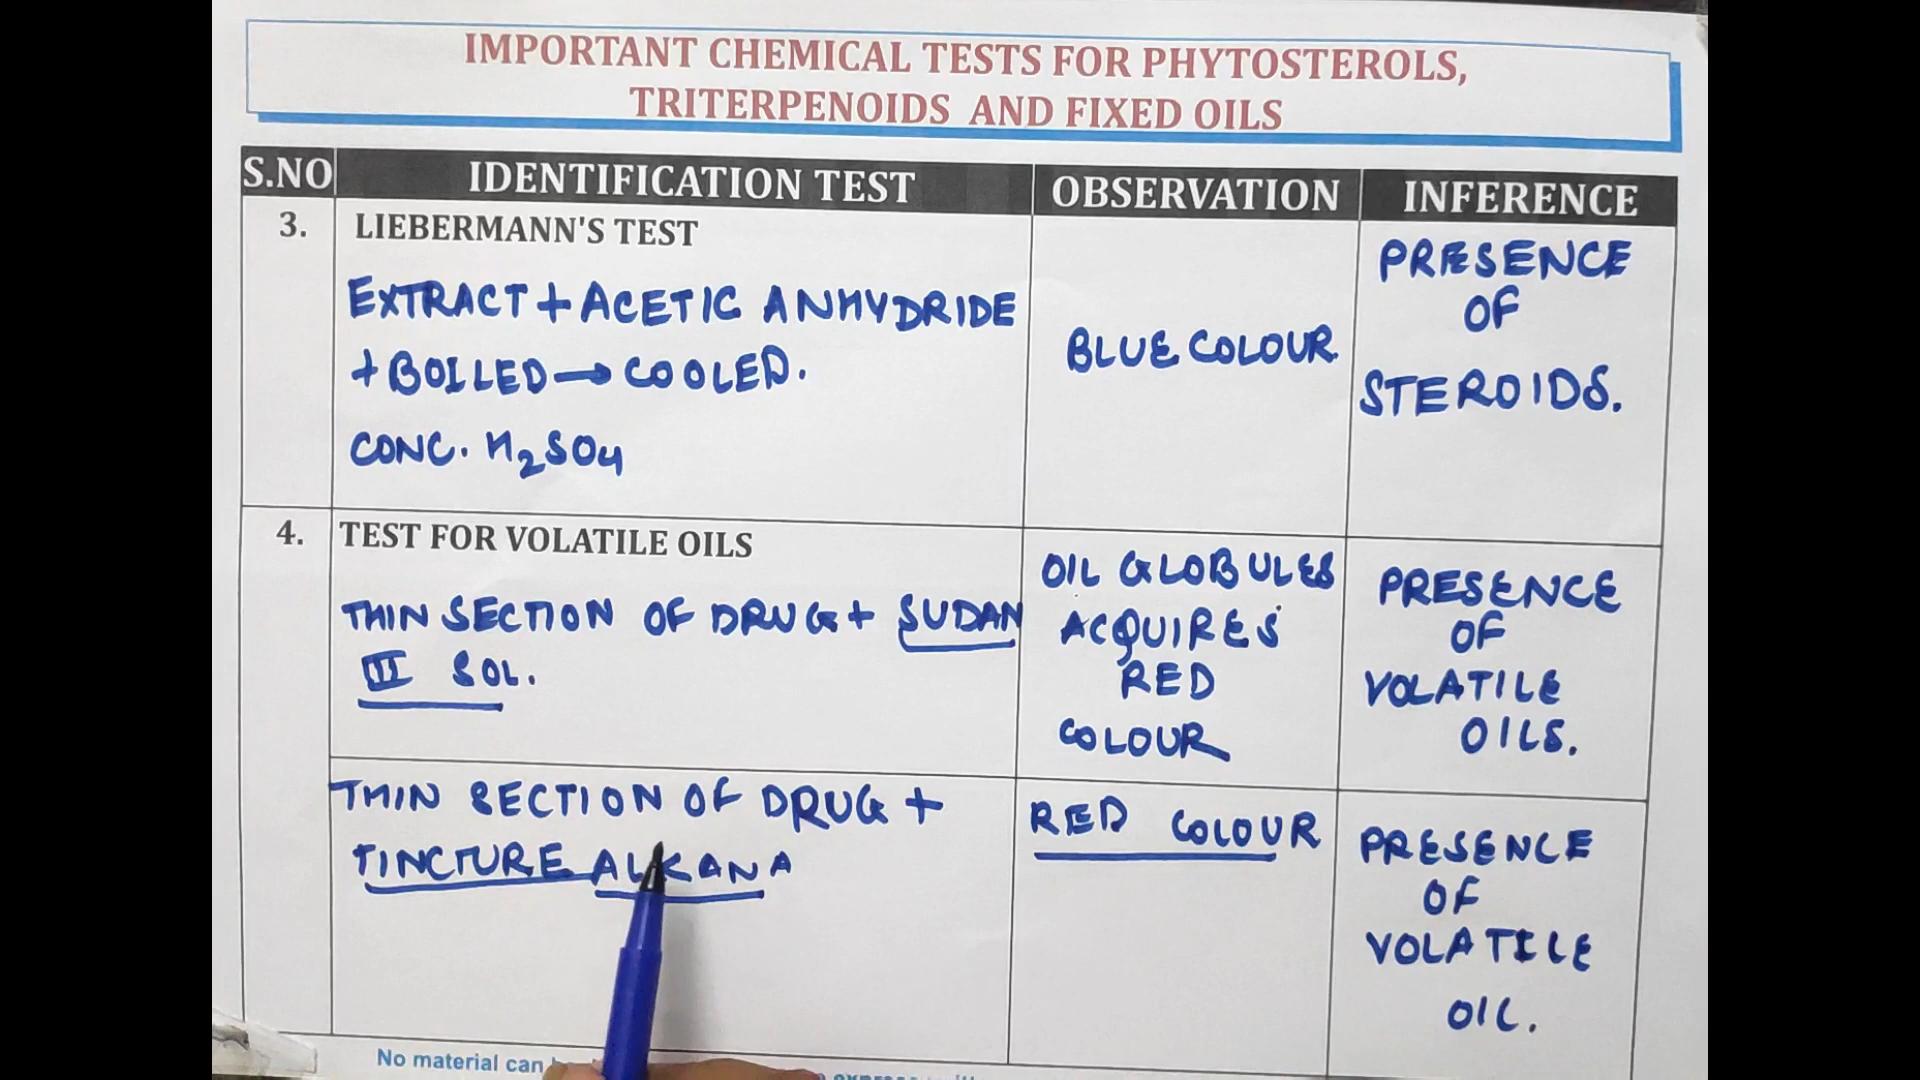 IMPORTANT CHEMICAL TESTS FOR PHYTOSTEROLS,
TRITERPENOIDS AND FIXED OILS
S.NO IDENTIFICATION TEST OBSERVATION INFERENCE
3. LIEBERMANN'S TEST
EXTRACT + ACETIC ANHYDRIDE
+ BOILED → COOLED.
CONC. H2SO4
BLUE COLOUR.
PRESENCE
OF
STEROIDS.
4. TEST FOR VOLATILE OILS
THIN SECTION OF DRUG + SUDAN
III SOL.
OIL GLOBULES
ACQUIRES
RED
COLOUR
PRESENCE
OF
VOLATILE
OILS.
THIN SECTION OF DRUG +
TINCTURE ALKANA
RED COLOUR
PRESENCE
OF
VOLATILE
OIL.
No material can